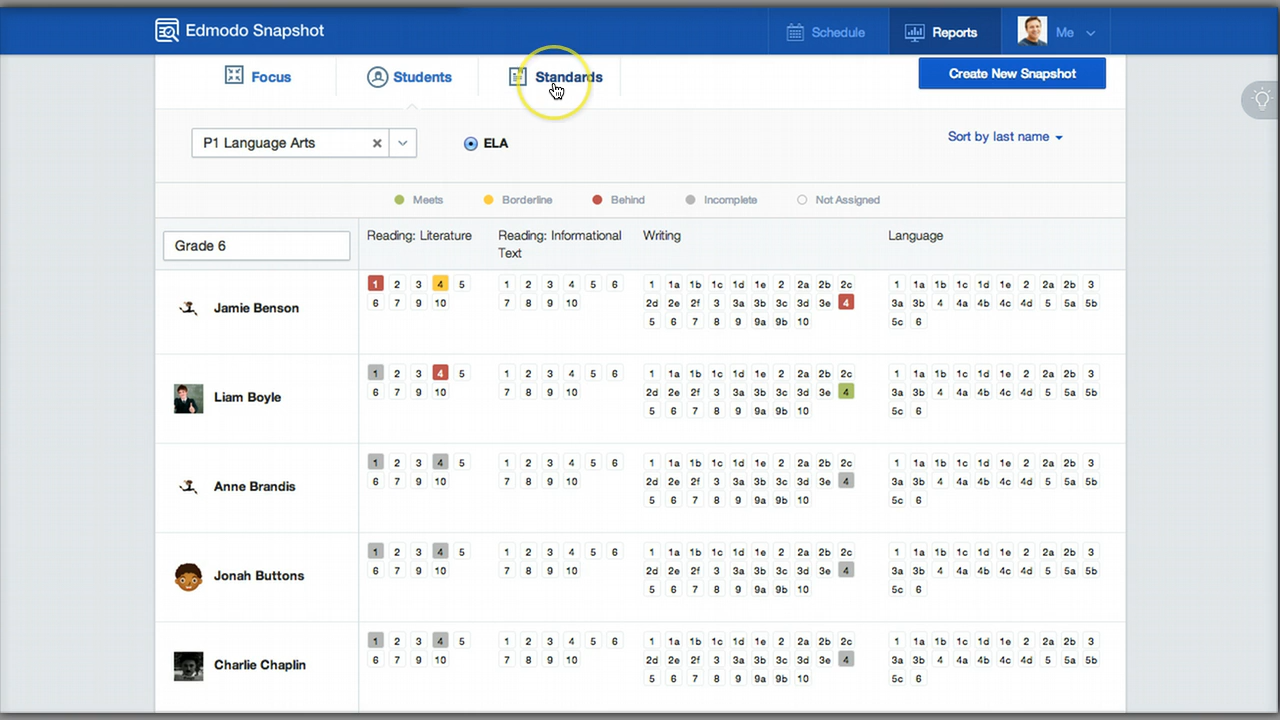 Edmodo Snapshot
Schedule
Reports
Me
Focus
Students
Standards
Create New Snapshot
P1 Language Arts
ELA
Sort by last name
Meets
Borderline
Behind
Incomplete
Not Assigned
Grade 6
Reading: Literature
Reading: Informational
Text
Writing
Language
Jamie Benson
1 2 3 4 5
6 7 9 10
1 2 3 4 5 6
7 8 9 10
1 1a 1b 1c 1d 1e 2 2a 2b 2c
2d 2e 2f 3 3a 3b 3c 3d 3e 4
5 6 7 8 9 9a 9b 10
1 1a 1b 1c 1d 1e 2 2a 2b 3
3a 3b 4 4a 4b 4c 4d 5 5a 5b
5c 6
Liam Boyle
1 2 3 4 5
6 7 9 10
1 2 3 4 5 6
7 8 9 10
1 1a 1b 1c 1d 1e 2 2a 2b 2c
2d 2e 2f 3 3a 3b 3c 3d 3e 4
5 6 7 8 9 9a 9b 10
1 1a 1b 1c 1d 1e 2 2a 2b 3
3a 3b 4 4a 4b 4c 4d 5 5a 5b
5c 6
Anne Brandis
1 2 3 4 5
6 7 9 10
1 2 3 4 5 6
7 8 9 10
1 1a 1b 1c 1d 1e 2 2a 2b 2c
2d 2e 2f 3 3a 3b 3c 3d 3e 4
5 6 7 8 9 9a 9b 10
1 1a 1b 1c 1d 1e 2 2a 2b 3
3a 3b 4 4a 4b 4c 4d 5 5a 5b
5c 6
Jonah Buttons
1 2 3 4 5
6 7 9 10
1 2 3 4 5 6
7 8 9 10
1 1a 1b 1c 1d 1e 2 2a 2b 2c
2d 2e 2f 3 3a 3b 3c 3d 3e 4
5 6 7 8 9 9a 9b 10
1 1a 1b 1c 1d 1e 2 2a 2b 3
3a 3b 4 4a 4b 4c 4d 5 5a 5b
5c 6
Charlie Chaplin
1 2 3 4 5
6 7 9 10
1 2 3 4 5 6
7 8 9 10
1 1a 1b 1c 1d 1e 2 2a 2b 2c
2d 2e 2f 3 3a 3b 3c 3d 3e 4
5 6 7 8 9 9a 9b 10
1 1a 1b 1c 1d 1e 2 2a 2b 3
3a 3b 4 4a 4b 4c 4d 5 5a 5b
5c 6